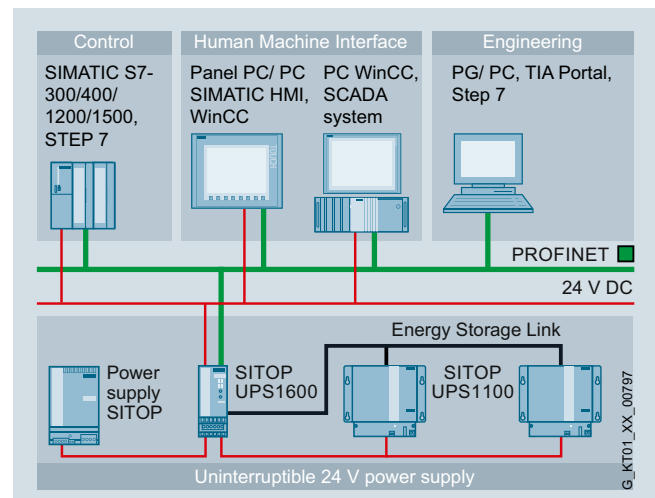 Control
Human Machine Interface
Engineering
SIMATIC S7-
300/400/
1200/1500,
STEP 7
Panel PC/ PC
SIMATIC HMI,
WinCC
PC WinCC,
SCADA
system
PG/ PC, TIA Portal,
Step 7
TOUCH
PROFINET
24 V DC
Energy Storage Link
Power
supply
SITOP
SITOP
UPS1600
SITOP
UPS1100
Uninterruptible 24 V power supply
G_KT01_XX_00797